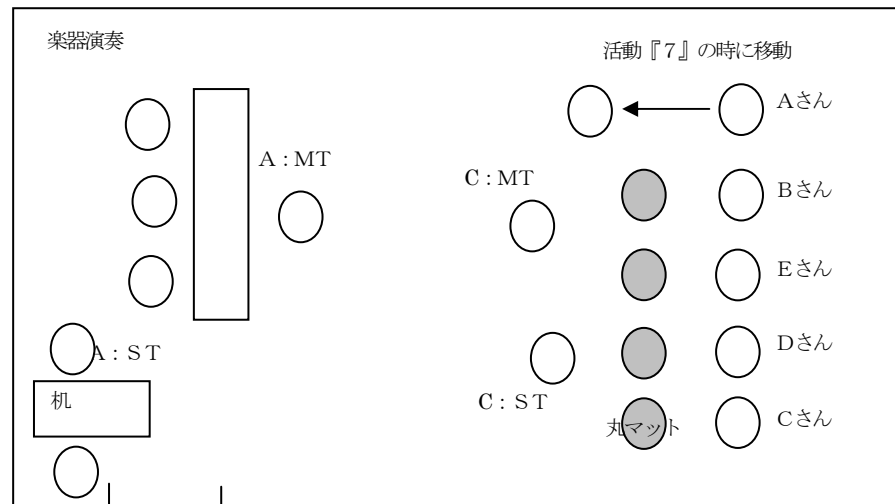 楽器演奏
活動『7』の時に移動
Aさん
A:MT
C:MT
Bさん
Eさん
A:ST
Dさん
机
C:ST
丸マット
Cさん